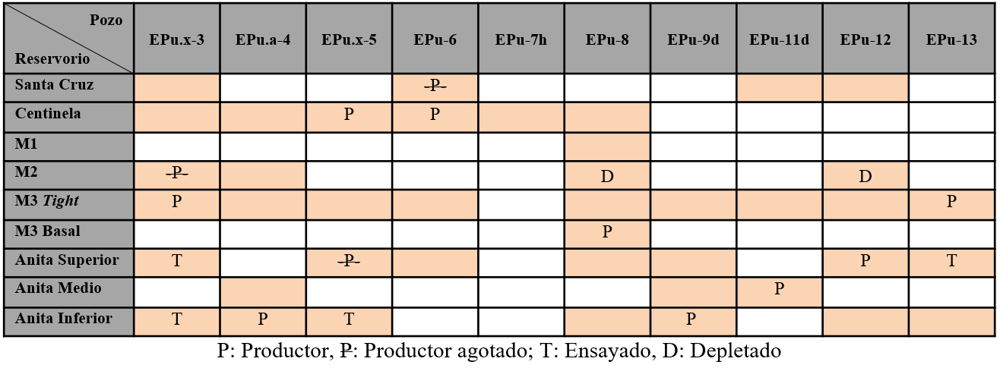 Pozo
Reservorio EPu.x-3 EPu.a-4 EPu.x-5 EPu-6 EPu-7h EPu-8 EPu-9d EPu-11d EPu-12 EPu-13
Santa Cruz P
Centinela P P
M1
M2 P D D
M3 Tight P P
M3 Basal P
Anita Superior T P P T
Anita Medio P
Anita Inferior T P T P
P: Productor, P: Productor agotado; T: Ensayado, D: Depletado